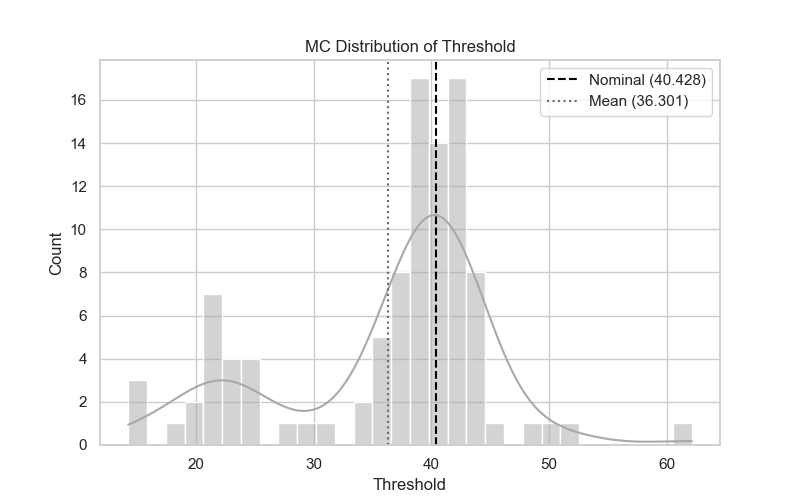 MC Distribution of Threshold
Nominal (40.428)
Mean (36.301)
16
14
12
10
8
6
4
2
0
Count
20 30 40 50 60
Threshold